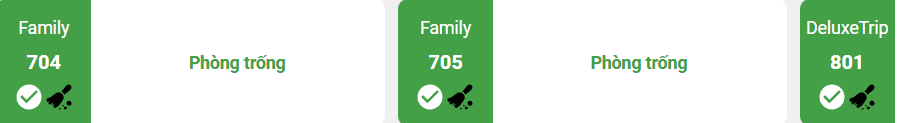 Family
704
Phòng trống
Family
705
Phòng trống
DeluxeTrip
801